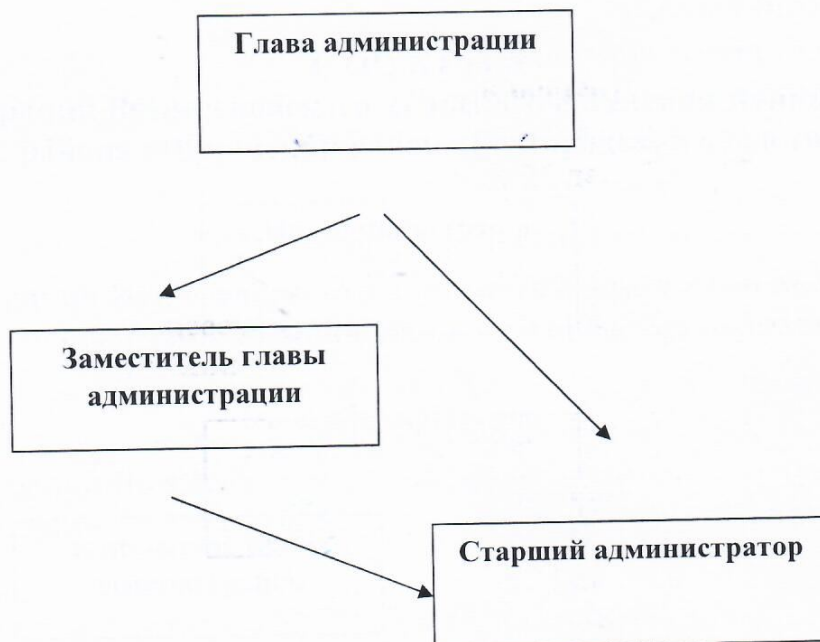 Глава администрации
Заместитель главы
администрации
Старший администратор